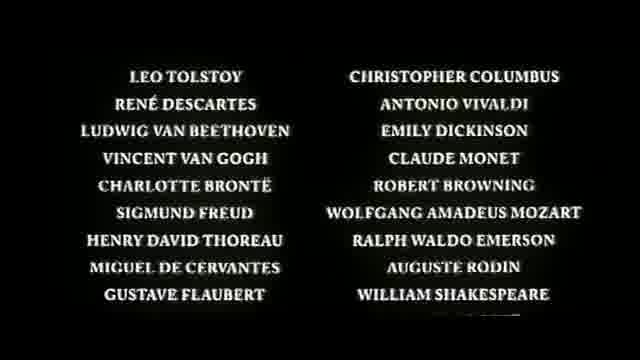 LEO TOLSTOY
RENÉ DESCARTES
LUDWIG VAN BEETHOVEN
VINCENT VAN GOGH
CHARLOTTE BRONTË
SIGMUND FREUD
HENRY DAVID THOREAU
MIGUEL DE CERVANTES
GUSTAVE FLAUBERT
CHRISTOPHER COLUMBUS
ANTONIO VIVALDI
EMILY DICKINSON
CLAUDE MONET
ROBERT BROWNING
WOLFGANG AMADEUS MOZART
RALPH WALDO EMERSON
AUGUSTE RODIN
WILLIAM SHAKESPEARE